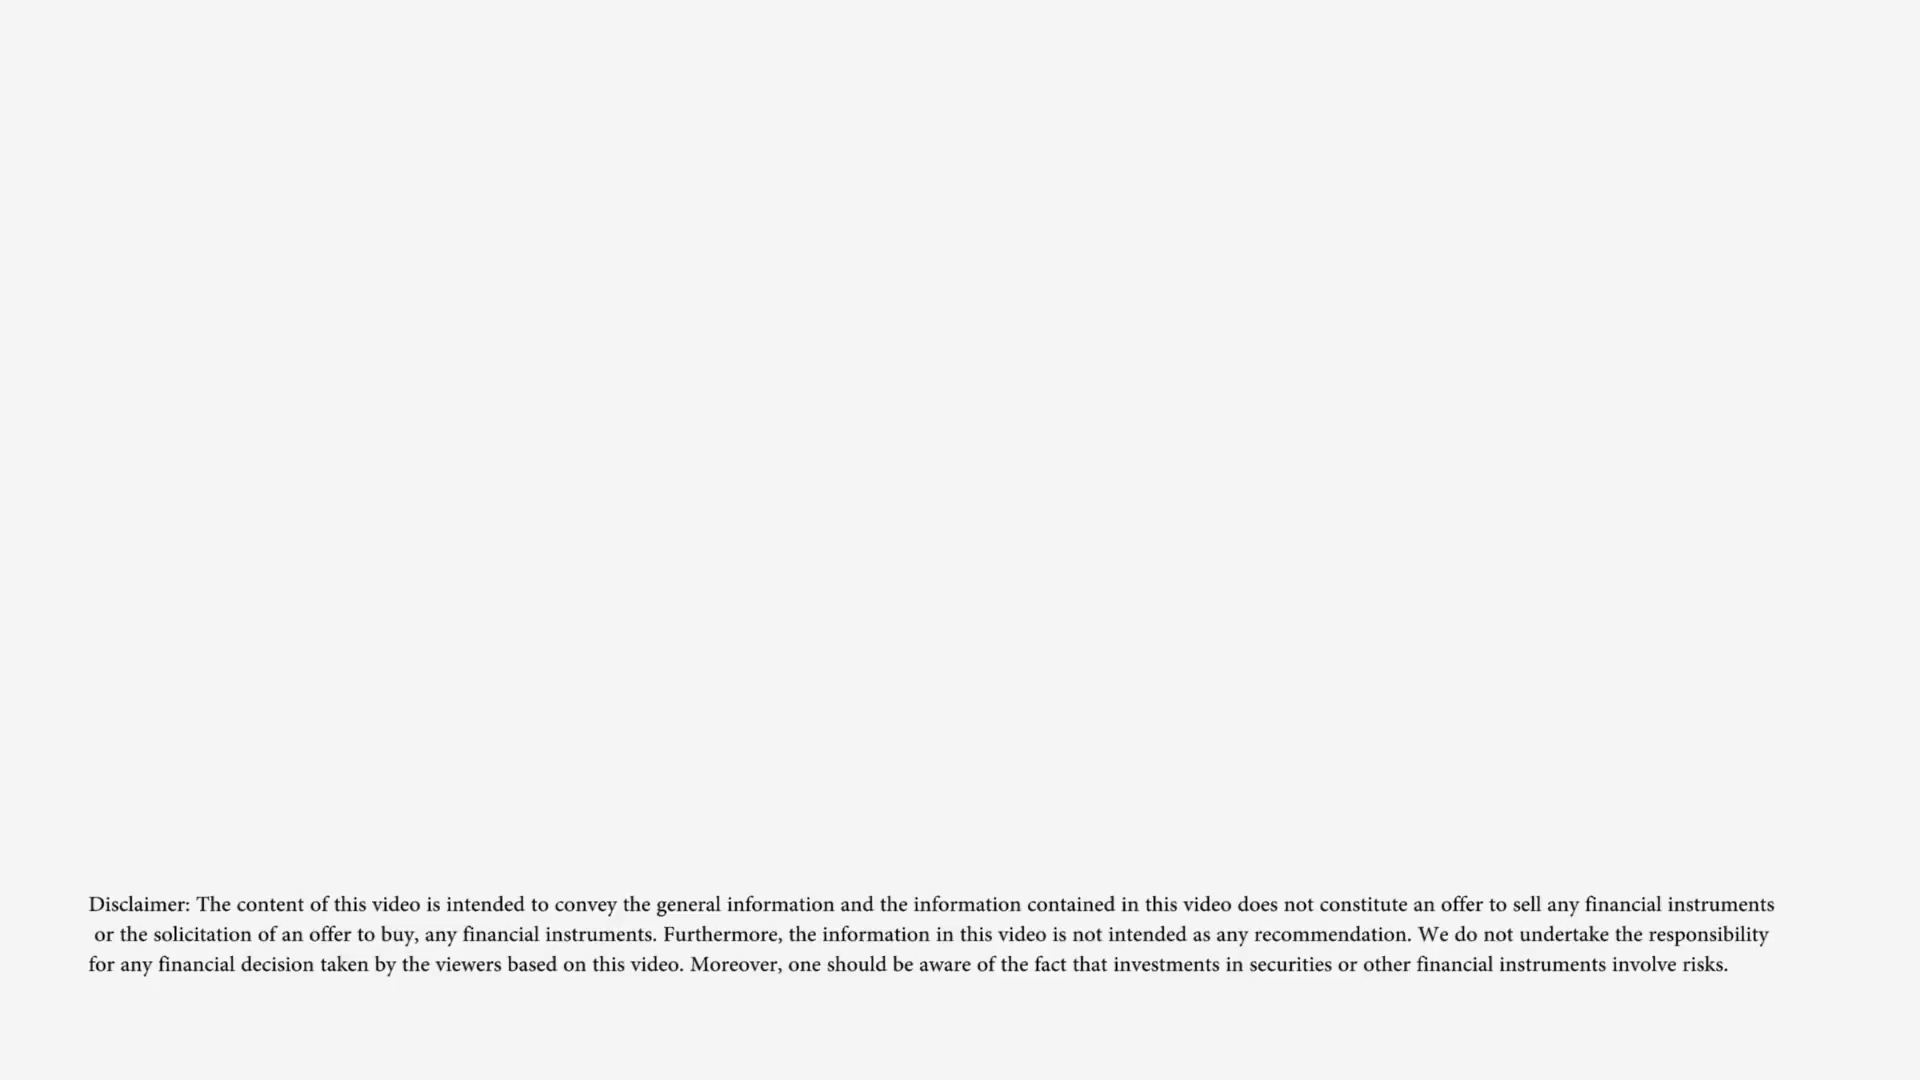 Disclaimer: The content of this video is intended to convey the general information and the information contained in this video does not constitute an offer to sell any financial instruments
or the solicitation of an offer to buy, any financial instruments. Furthermore, the information in this video is not intended as any recommendation. We do not undertake the responsibility
for any financial decision taken by the viewers based on this video. Moreover, one should be aware of the fact that investments in securities or other financial instruments involve risks.